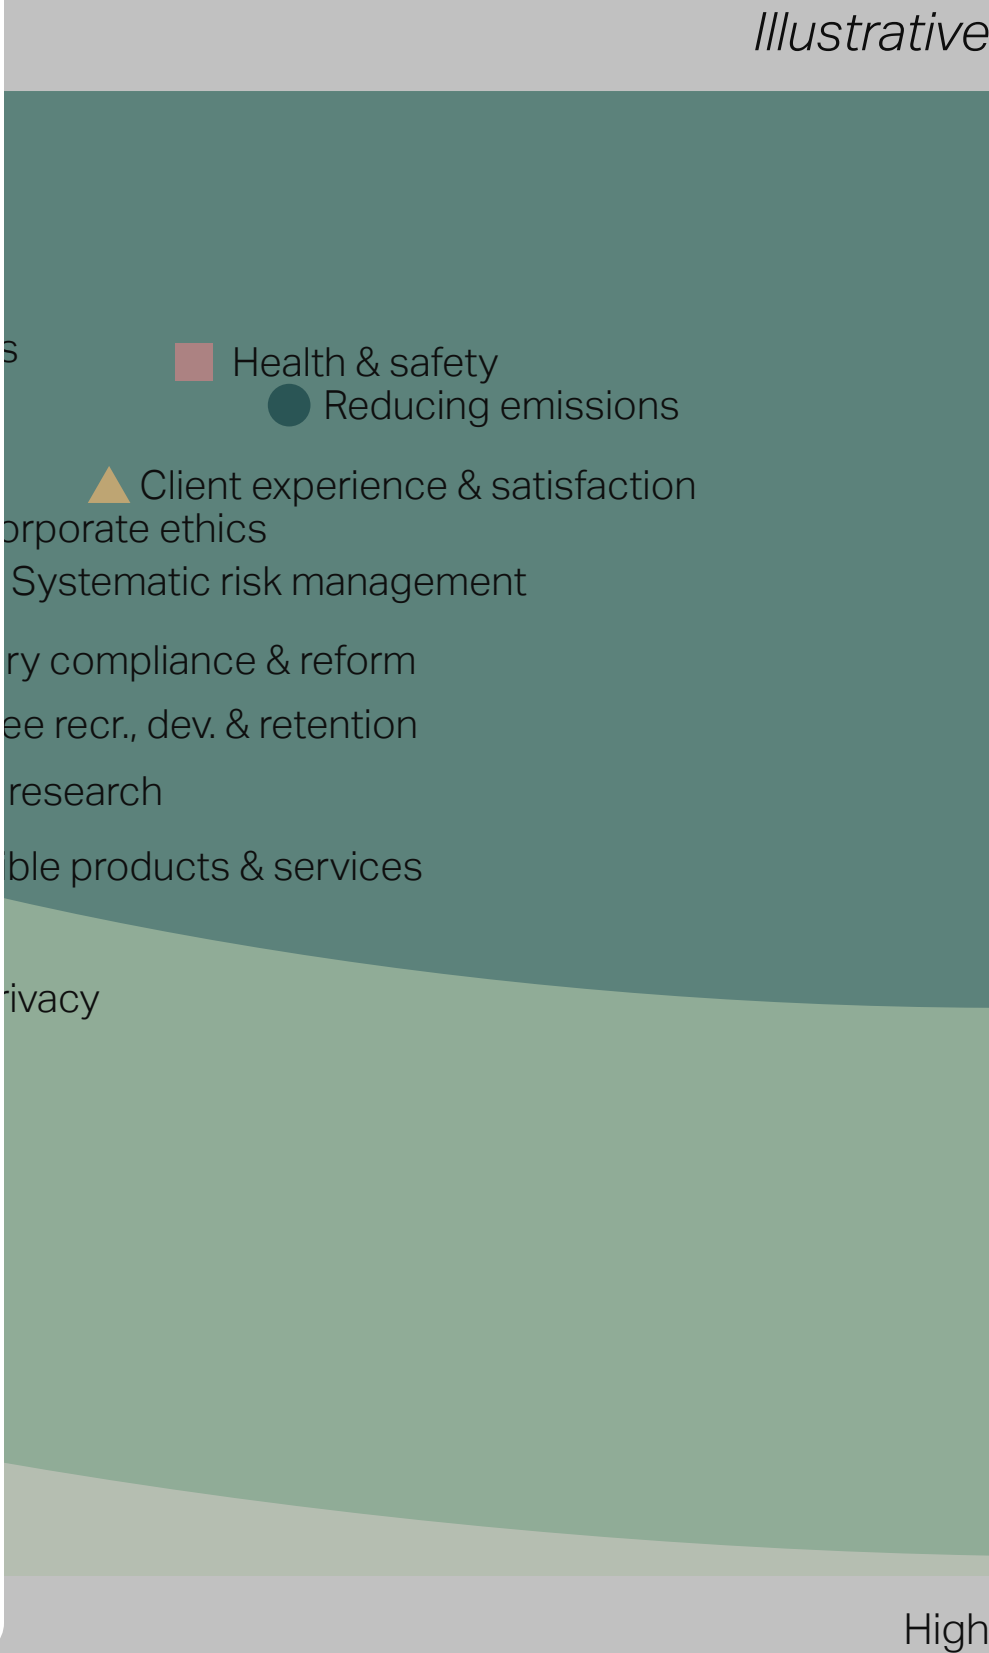 Illustrative
s
Health & safety
Reducing emissions
Client experience & satisfaction
orporate ethics
Systematic risk management
ry compliance & reform
ee recr., dev. & retention
research
ible products & services
rivacy
High